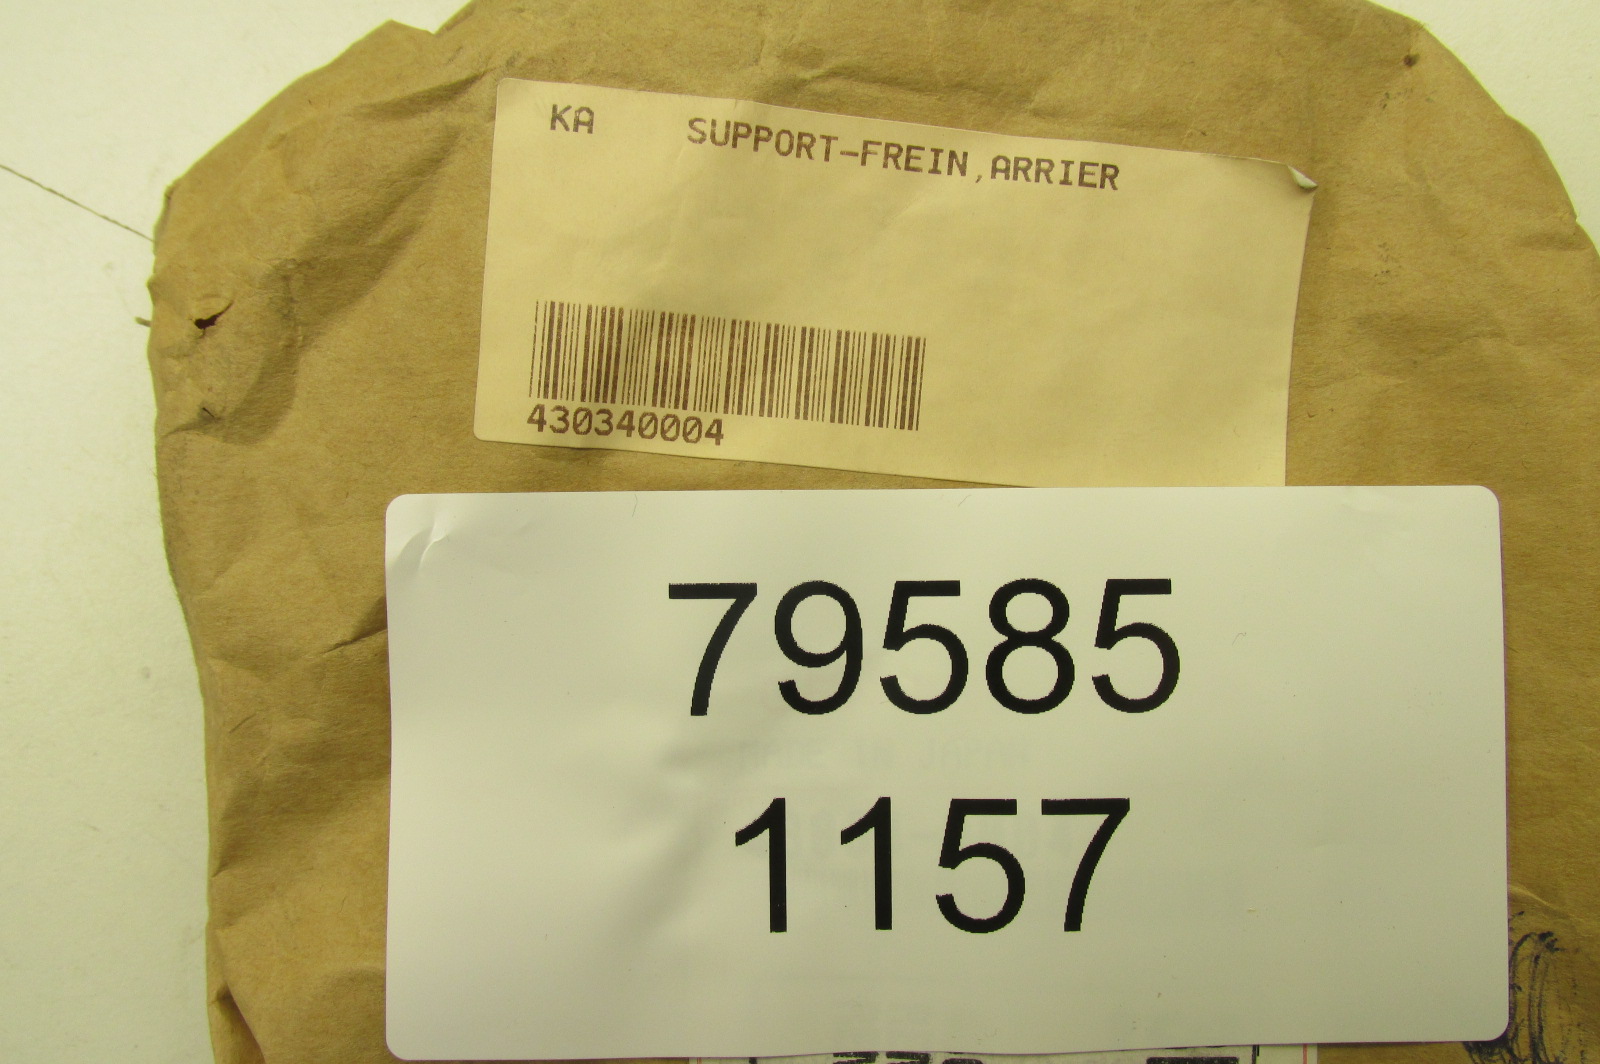 KA SUPPORT-FREIN,ARRIER
430340004
79585
1157